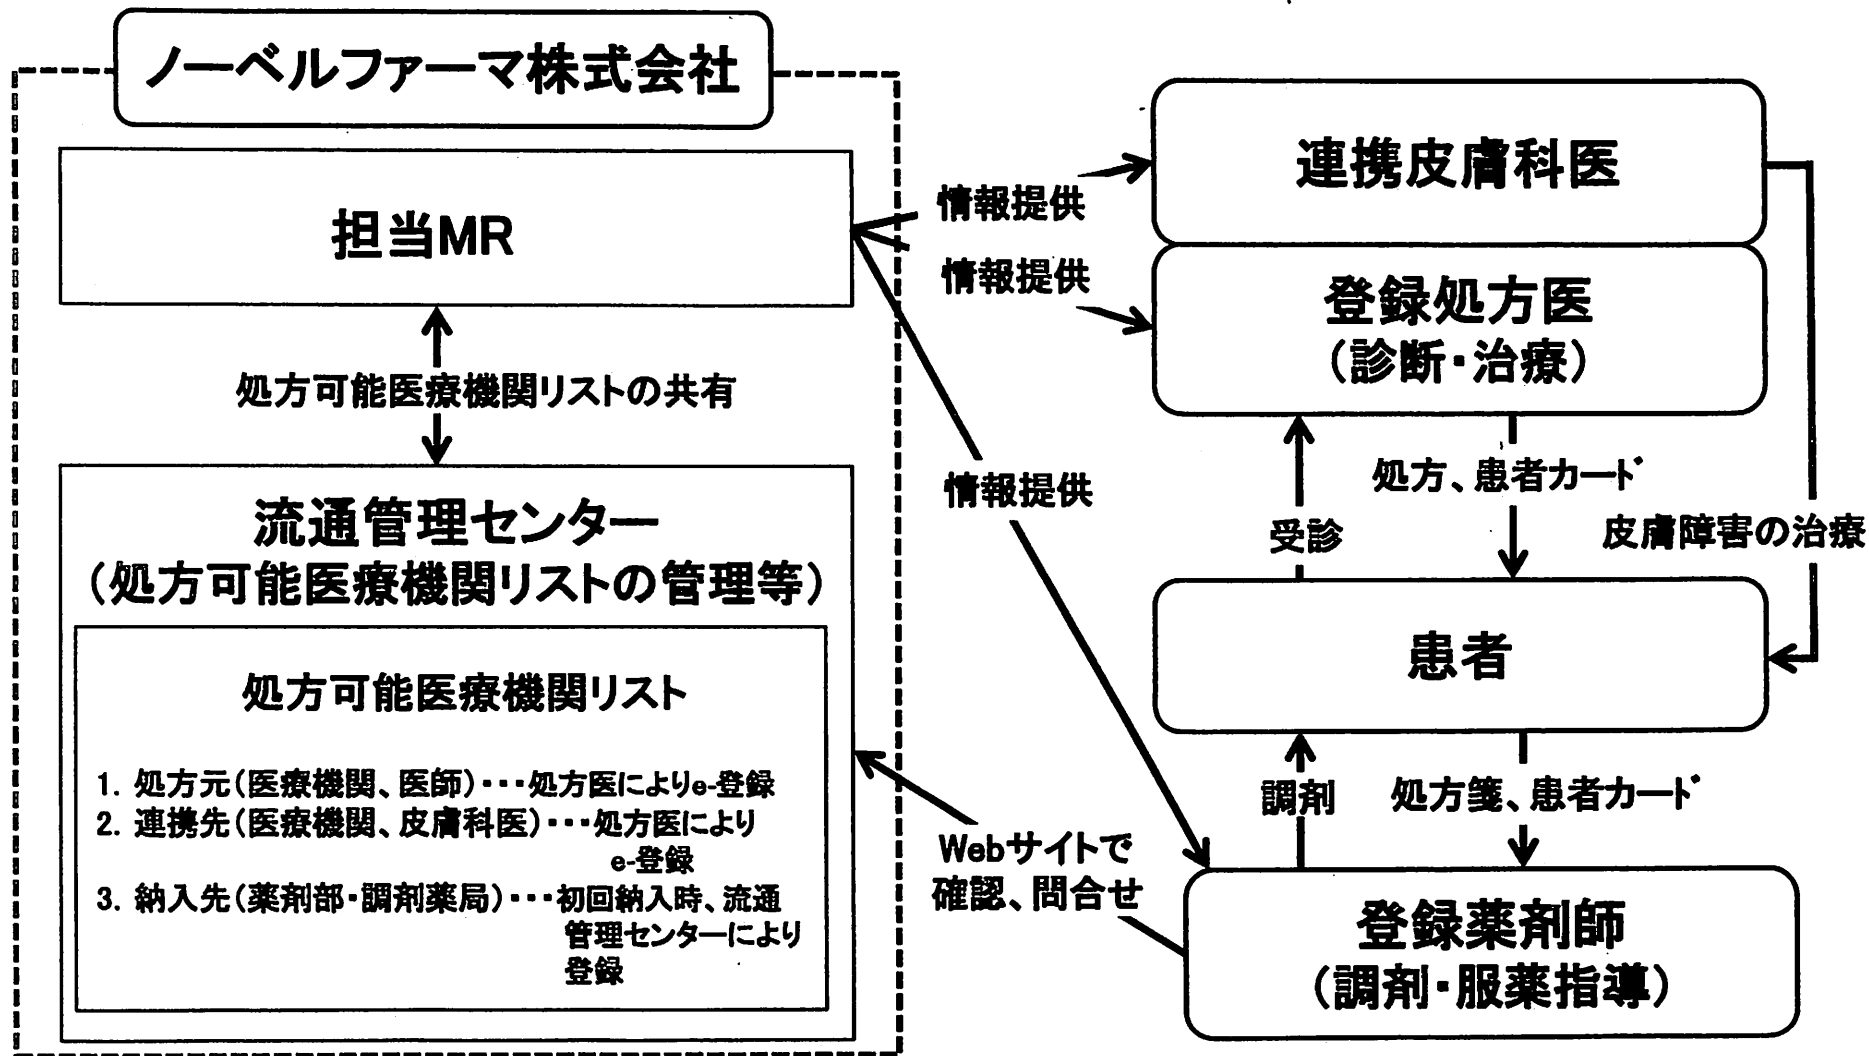 ノーベルファーマ株式会社
担当MR
処方可能医療機関リストの共有
流通管理センター
(処方可能医療機関リストの管理等)
処方可能医療機関リスト
1. 処方元(医療機関、医師)・・・処方医によりe-登録
2. 連携先(医療機関、皮膚科医)・・・処方医により
e-登録
3. 納入先(薬剤部・調剤薬局)・・・初回納入時、流通
管理センターにより
登録
情報提供
情報提供
情報提供
Webサイトで
確認、問合せ
連携皮膚科医
登録処方医
(診断・治療)
受診
処方、患者カード
皮膚障害の治療
患者
調剤
処方箋、患者カード
登録薬剤師
(調剤・服薬指導)